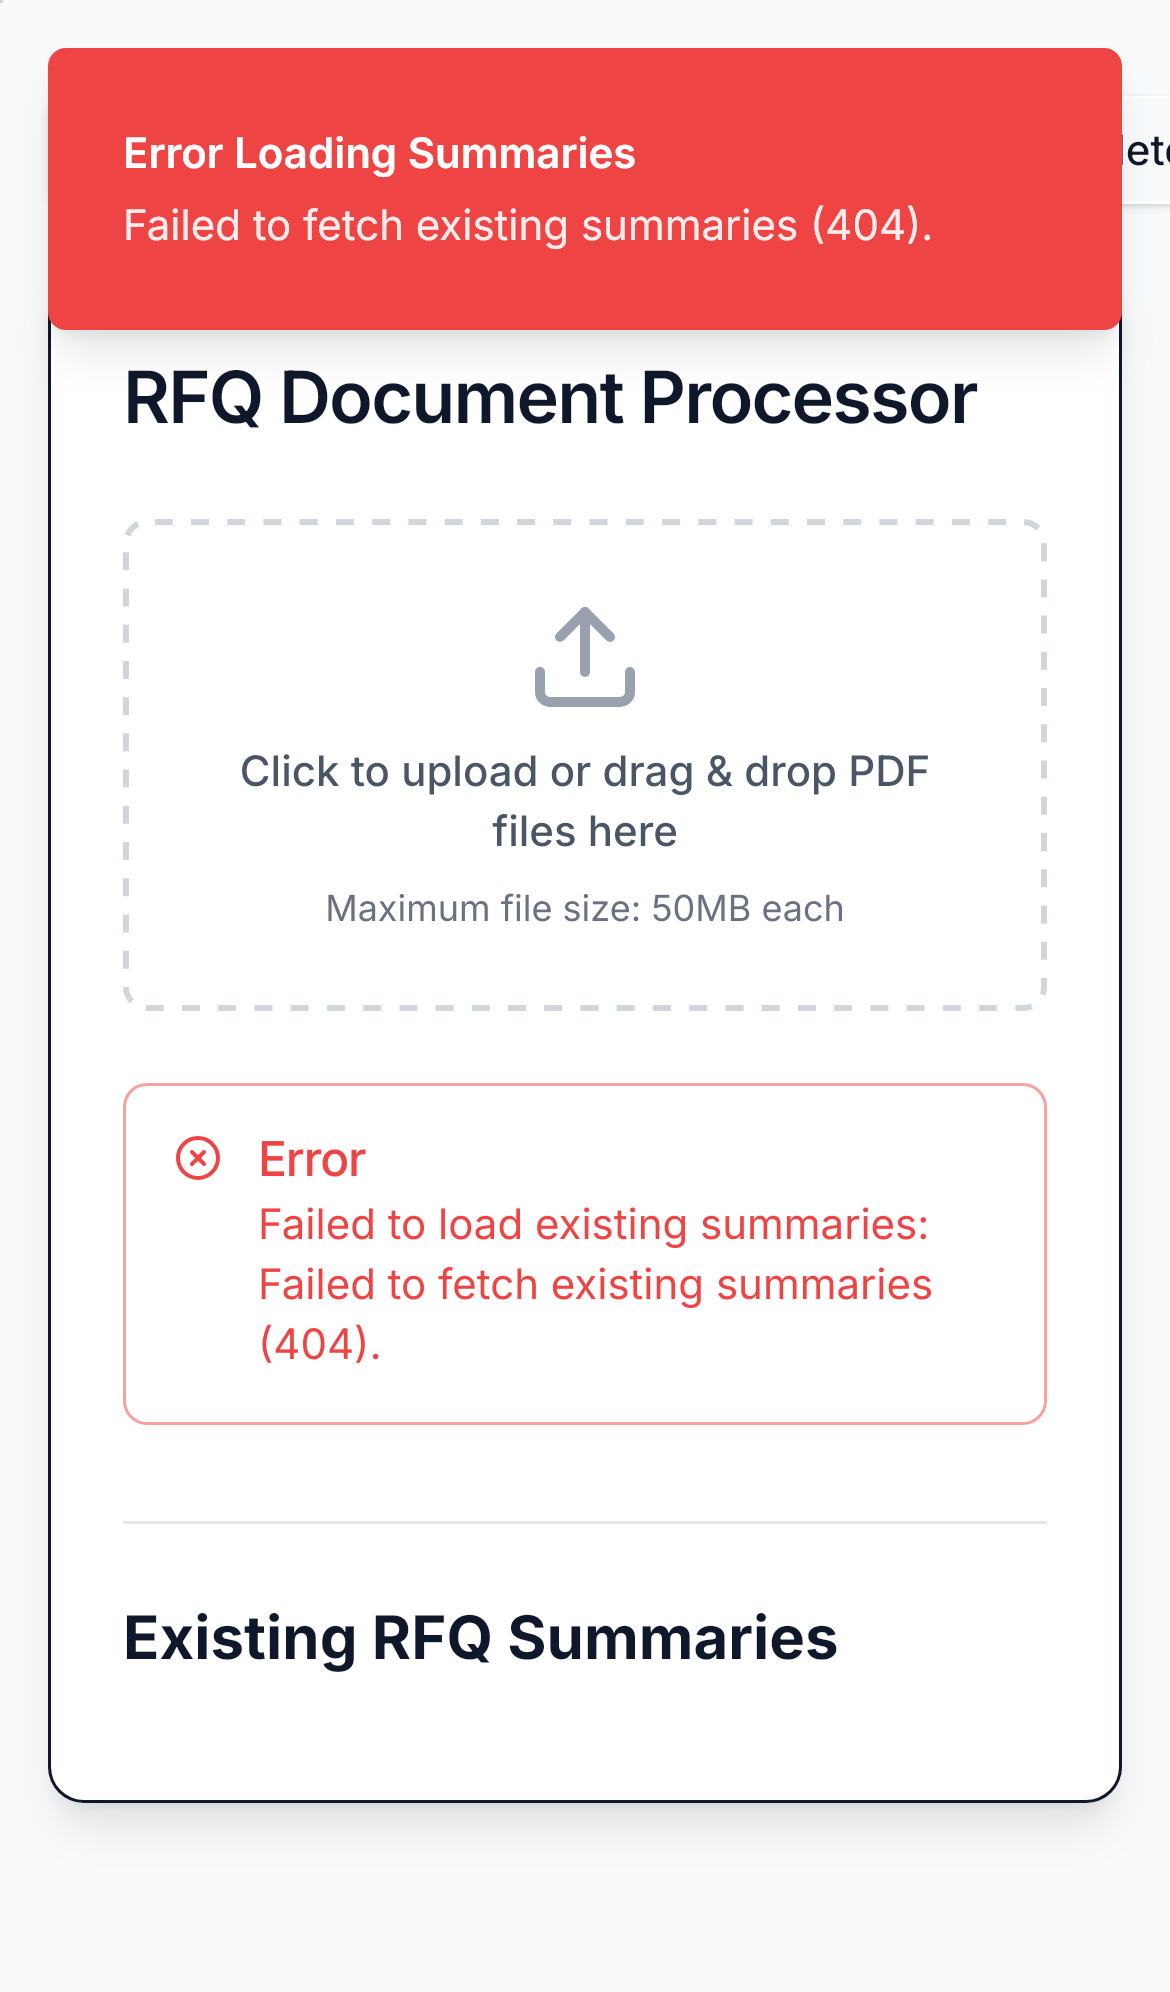 Error Loading Summaries
Failed to fetch existing summaries (404).
RFQ Document Processor
Click to upload or drag & drop PDF
files here
Maximum file size: 50MB each
Error
Failed to load existing summaries:
Failed to fetch existing summaries
(404).
Existing RFQ Summaries